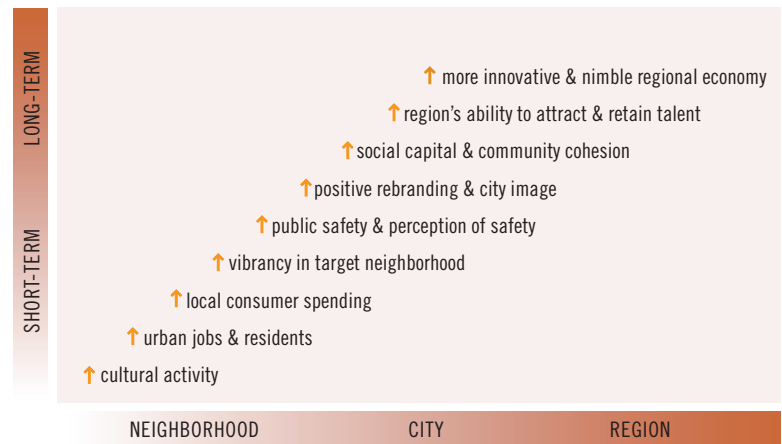 LONG-TERM
SHORT-TERM
↑ more innovative & nimble regional economy
↑ region's ability to attract & retain talent
↑ social capital & community cohesion
↑ positive rebranding & city image
↑ public safety & perception of safety
↑ vibrancy in target neighborhood
↑ local consumer spending
↑ urban jobs & residents
↑ cultural activity
NEIGHBORHOOD CITY REGION